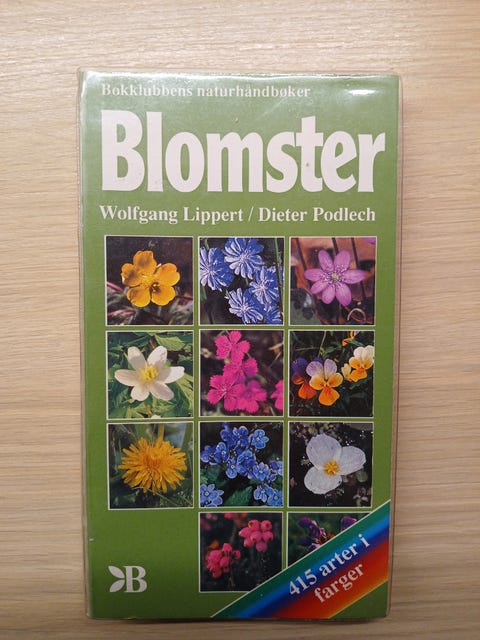 Bokklubbens naturhåndbøker
Blomster
Wolfgang Lippert / Dieter Podlech
415 arter i
farger
B